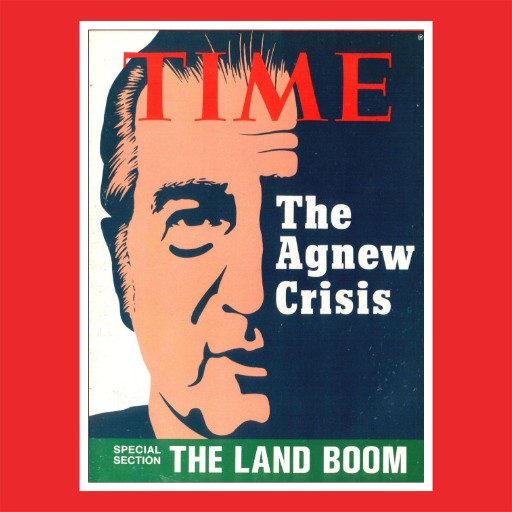 TIME
The
Agnew
Crisis
SPECIAL
SECTION
THE LAND BOOM